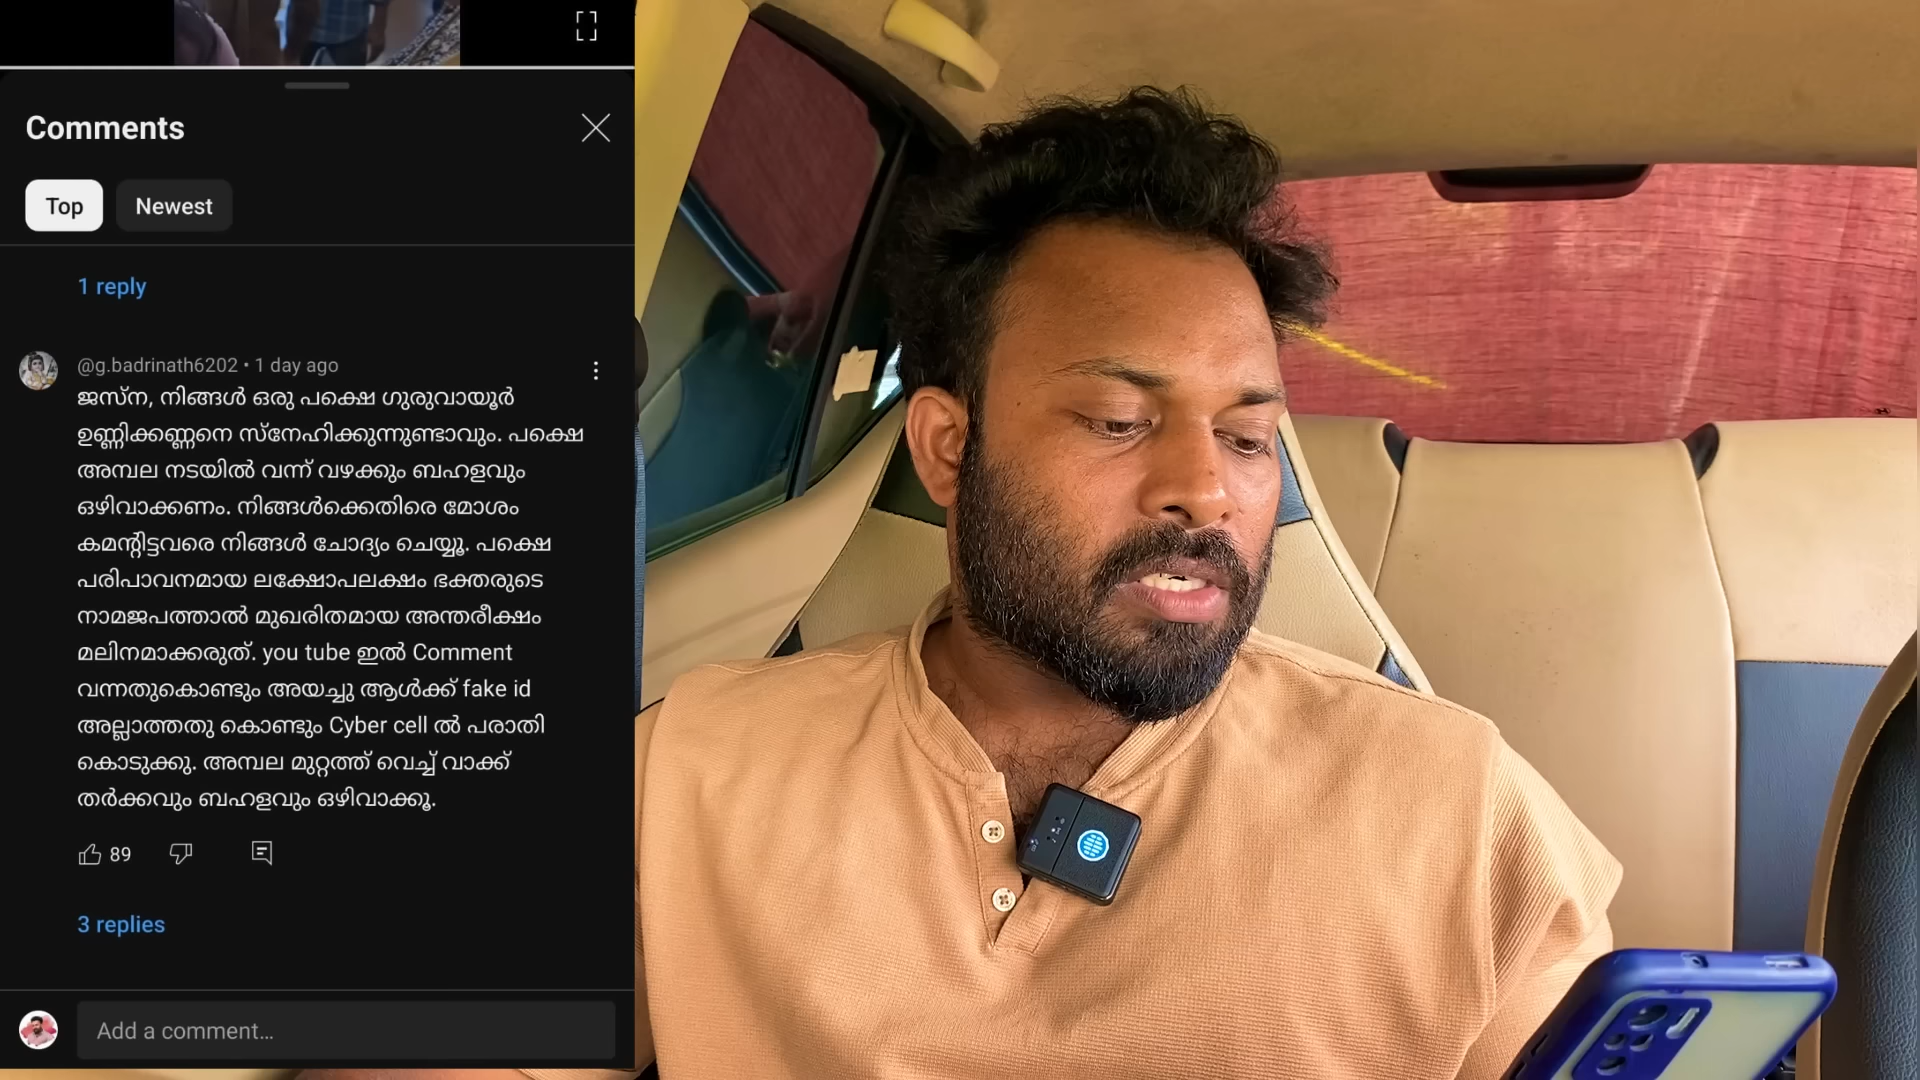 Comments
Top Newest
1 reply
@g.badrinath6202 • 1 day ago
ജസ്ന, നിങ്ങൾ ഒരു പക്ഷെ ഗുരുവായൂർ
ഉണ്ണിക്കണ്ണനെ സ്നേഹിക്കുന്നുണ്ടാവും. പക്ഷെ
അമ്പല നടയിൽ വന്ന് വഴക്കും ബഹളവും
ഒഴിവാക്കണം. നിങ്ങൾക്കെതിരെ മോശം
കമന്റിട്ടവരെ നിങ്ങൾ ചോദ്യം ചെയ്യൂ. പക്ഷെ
പരിപാവനമായ ലക്ഷോപലക്ഷം ഭക്തരുടെ
നാമജപത്താൽ മുഖരിതമായ അന്തരീക്ഷം
മലിനമാക്കരുത്. you tube ഇൽ Comment
വന്നതുകൊണ്ടും അയച്ചു ആൾക്ക് fake id
അല്ലാത്തതു കൊണ്ടും Cyber cell ൽ പരാതി
കൊടുക്കു. അമ്പല മുറ്റത്ത് വെച്ച് വാക്ക്
തർക്കവും ബഹളവും ഒഴിവാക്കൂ.
89
3 replies
Add a comment...